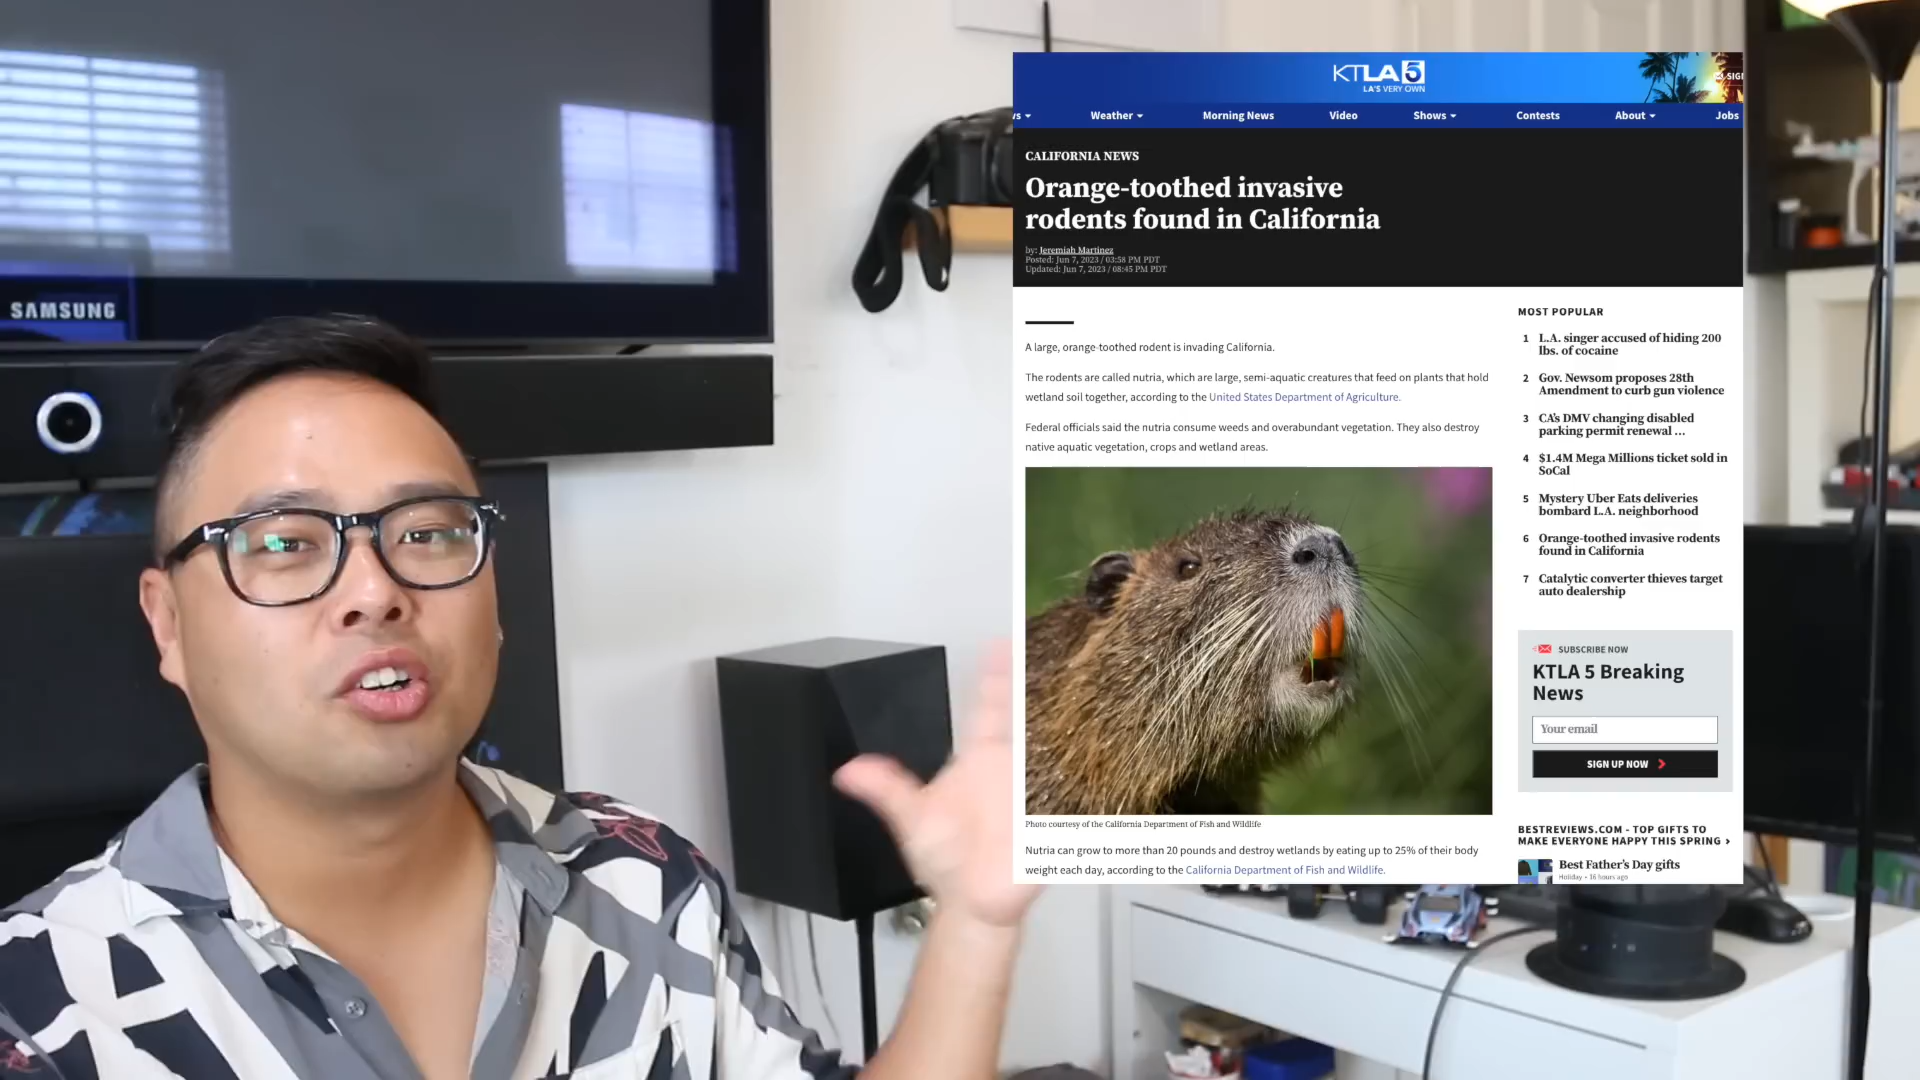 SAMSUNG
KTLA 5
LA'S VERY OWN
Weather
Morning News
Video
Shows
Contests
About
Jobs
CALIFORNIA NEWS
Orange-toothed invasive
rodents found in California
by: Jeremiah Martinez
Posted: Jun 7, 2023 / 03:58 PM PDT
Updated: Jun 7, 2023 / 08:45 PM PDT
A large, orange-toothed rodent is invading California.
The rodents are called nutria, which are large, semi-aquatic creatures that feed on plants that hold
wetland soil together, according to the United States Department of Agriculture.
Federal officials said the nutria consume weeds and overabundant vegetation. They also destroy
native aquatic vegetation, crops and wetland areas.
Photo courtesy of the California Department of Fish and Wildlife
Nutria can grow to more than 20 pounds and destroy wetlands by eating up to 25% of their body
weight each day, according to the California Department of Fish and Wildlife.
MOST POPULAR
1 L.A. singer accused of hiding 200
lbs. of cocaine
2 Gov. Newsom proposes 28th
Amendment to curb gun violence
3 CA's DMV changing disabled
parking permit renewal ...
4 $1.4M Mega Millions ticket sold in
SoCal
5 Mystery Uber Eats deliveries
bombard L.A. neighborhood
6 Orange-toothed invasive rodents
found in California
7 Catalytic converter thieves target
auto dealership
SUBSCRIBE NOW
KTLA 5 Breaking
News
Your email
SIGN UP NOW
BESTREVIEWS.COM - TOP GIFTS TO
MAKE EVERYONE HAPPY THIS SPRING
Best Father's Day gifts
Holiday • 16 hours ago